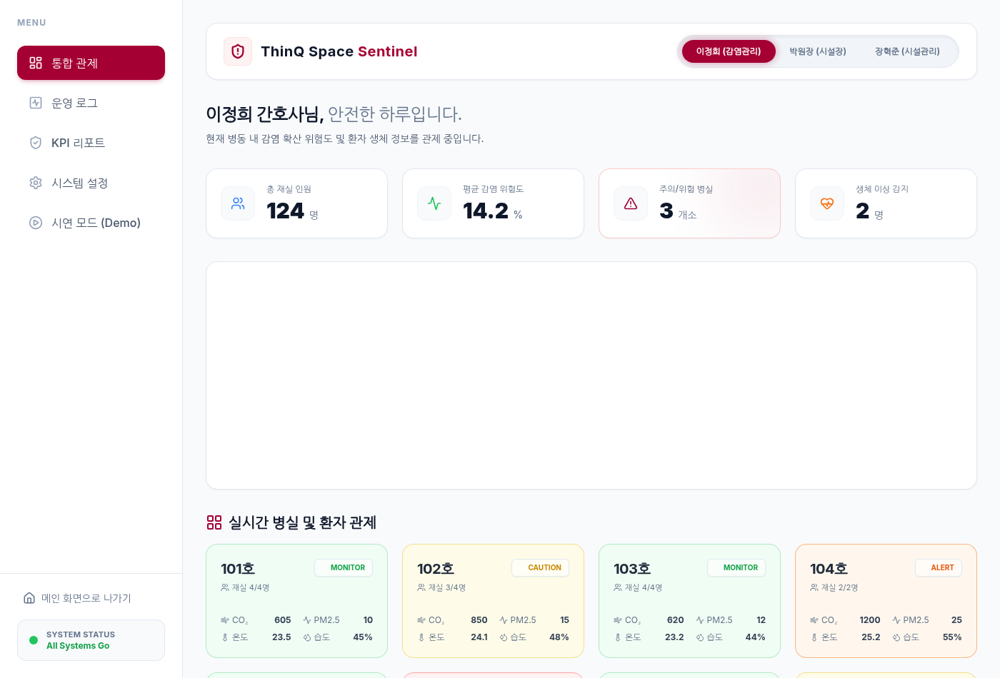 MENU
통합 관제
운영 로그
KPI 리포트
시스템 설정
시연 모드 (Demo)
메인 화면으로 나가기
SYSTEM STATUS
All Systems Go
ThinQ Space Sentinel
이정희 (감염관리)
박원장 (시설장)
장혁준 (시설관리)
이정희 간호사님, 안전한 하루입니다.
현재 병동 내 감염 확산 위험도 및 환자 생체 정보를 관제 중입니다.
총 재실 인원
124 명
평균 감염 위험도
14.2 %
주의/위험 병실
3 개소
생체 이상 감지
2 명
실시간 병실 및 환자 관제
101호 MONITOR
재실 4/4명
CO₂ 605 PM2.5 10
온도 23.5 습도 45%
102호 CAUTION
재실 3/4명
CO₂ 850 PM2.5 15
온도 24.1 습도 48%
103호 MONITOR
재실 4/4명
CO₂ 620 PM2.5 12
온도 23.2 습도 44%
104호 ALERT
재실 2/2명
CO₂ 1200 PM2.5 25
온도 25.2 습도 55%